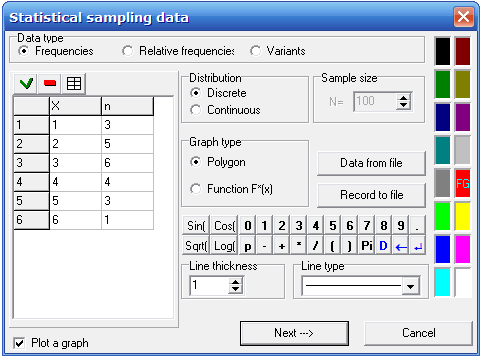 Statistical sampling data
Data type
Frequencies Relative frequencies Variants
X n
1 1 3
2 2 5
3 3 6
4 4 4
5 5 3
6 6 1
Distribution
Discrete
Continuous
Sample size
N= 100
Graph type
Polygon
Function F*(x)
Data from file
Record to file
Sin( Cos( 0 1 2 3 4 5 6 7 8 9 .
Sqrt( Log( p - + * / ( ) Pi D ← ↵
Line thickness
1
Line type
FG
Plot a graph
Next --->
Cancel